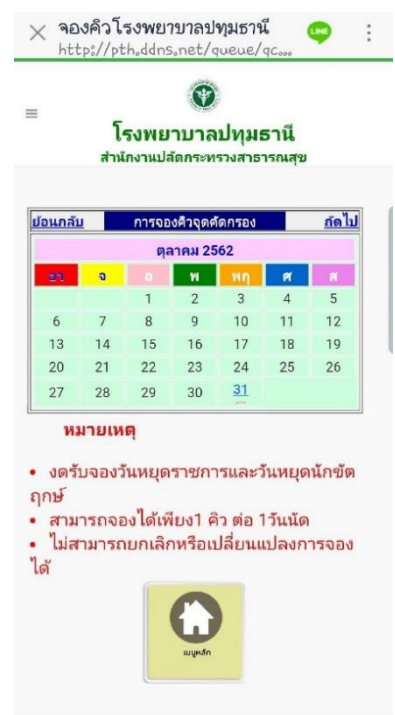 จองคิวโรงพยาบาลปทุมธานี
http://pth.ddns.net/queue/qc...
LINE
โรงพยาบาลปทุมธานี
สำนักงานปลัดกระทรวงสาธารณสุข
ย้อนกลับ การจองคิวจุดคัดกรอง ถัดไป
ตุลาคม 2562
อา จ อ พ พฤ ศ ส
1 2 3 4 5
6 7 8 9 10 11 12
13 14 15 16 17 18 19
20 21 22 23 24 25 26
27 28 29 30 31
หมายเหตุ
• งดรับจองวันหยุดราชการและวันหยุดนักขัต
ฤกษ์
• สามารถจองได้เพียง1 คิว ต่อ 1วันนัด
• ไม่สามารถยกเลิกหรือเปลี่ยนแปลงการจอง
ได้
เมนูหลัก